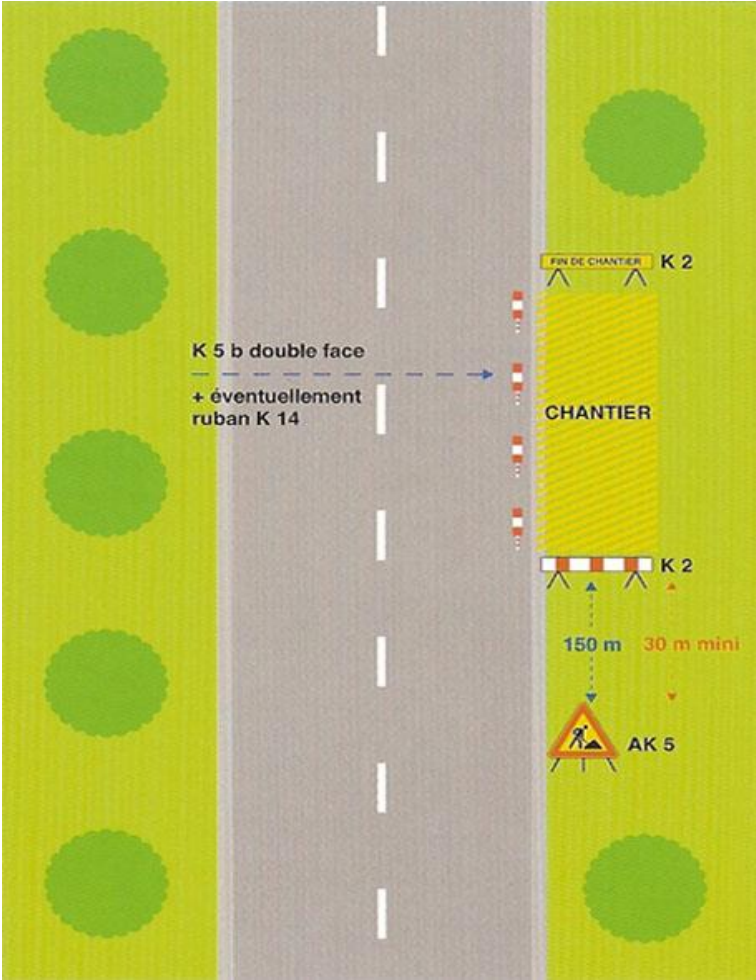 FIN DE CHANTIER K 2
K 5 b double face
+ éventuellement
ruban K 14
CHANTIER
K 2
150 m 30 m mini
AK 5